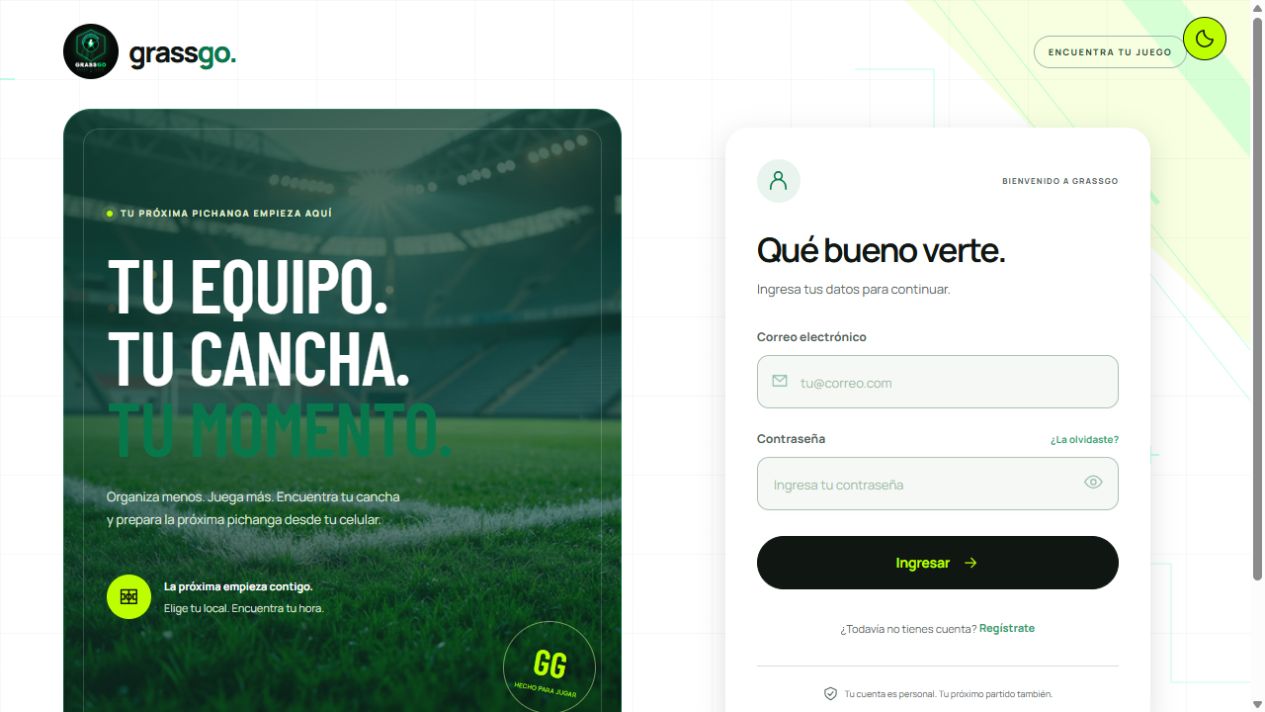 GRASSGO
grassgo.
ENCUENTRA TU JUEGO
TU PRÓXIMA PICHANGA EMPIEZA AQUÍ
TU EQUIPO.
TU CANCHA.
TU MOMENTO.
Organiza menos. Juega más. Encuentra tu cancha
y prepara la próxima pichanga desde tu celular.
La próxima empieza contigo.
Elige tu local. Encuentra tu hora.
GG
HECHO PARA JUGAR
BIENVENIDO A GRASSGO
Qué bueno verte.
Ingresa tus datos para continuar.
Correo electrónico
tu@correo.com
Contraseña
¿La olvidaste?
Ingresa tu contraseña
Ingresar →
¿Todavía no tienes cuenta? Regístrate
Tu cuenta es personal. Tu próximo partido también.